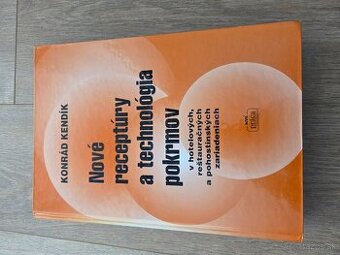 KONRÁD KENDÍK
Nové
receptúry
a technológia
pokrmov
v hotelových,
reštauračných
a pohostinských
zariadeniach